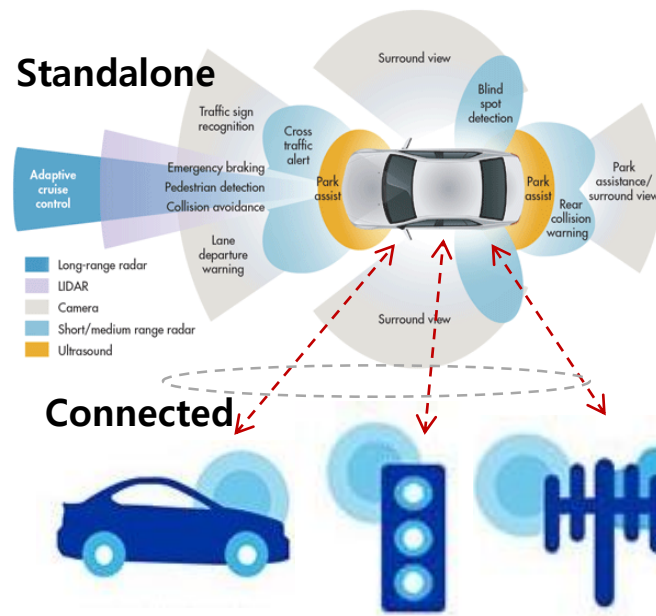 Standalone
Surround view
Blind
spot
detection
Traffic sign
recognition
Cross
traffic
alert
Adaptive
cruise
control
Emergency braking
Pedestrian detection
Collision avoidance
Park
assist
Park
assist
Park
assistance/
surround view
Rear
collision
warning
Lane
departure
warning
Surround view
Long-range radar
LIDAR
Camera
Short/medium range radar
Ultrasound
Connected